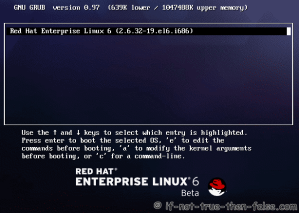 GNU GRUB version 0.97 (639K lower / 1047488K upper memory)
Red Hat Enterprise Linux 6 (2.6.32-19.el6.i686)
Use the ↑ and ↓ keys to select which entry is highlighted.
Press enter to boot the selected OS, 'e' to edit the
commands before booting, 'a' to modify the kernel arguments
before booting, or 'c' for a command-line.
RED HAT
ENTERPRISE LINUX 6
Beta
© if-not-true-then-false.com